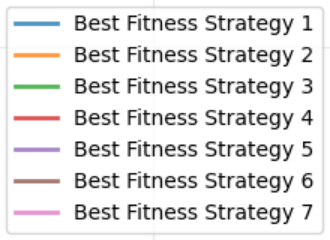 Best Fitness Strategy 1
Best Fitness Strategy 2
Best Fitness Strategy 3
Best Fitness Strategy 4
Best Fitness Strategy 5
Best Fitness Strategy 6
Best Fitness Strategy 7